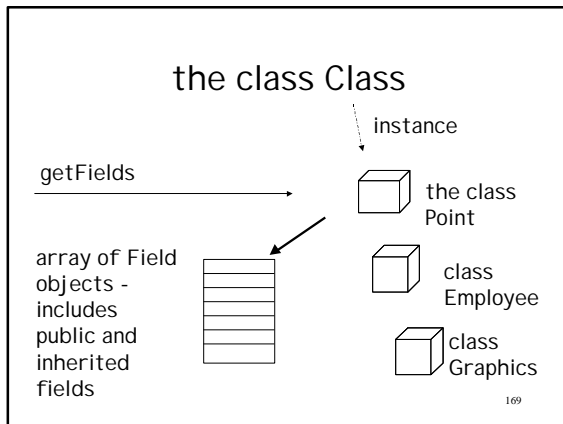 the class Class
instance
getFields
the class
Point
array of Field
objects -
includes
public and
inherited
fields
class
Employee
class
Graphics
169